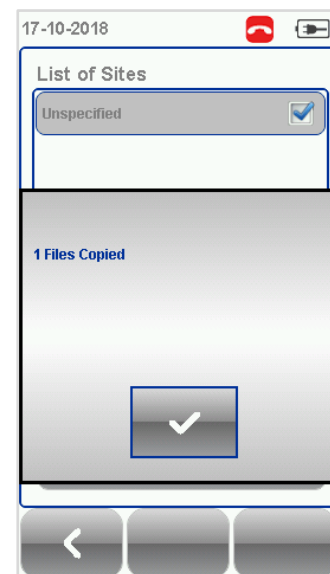 17-10-2018
List of Sites
Unspecified
1 Files Copied